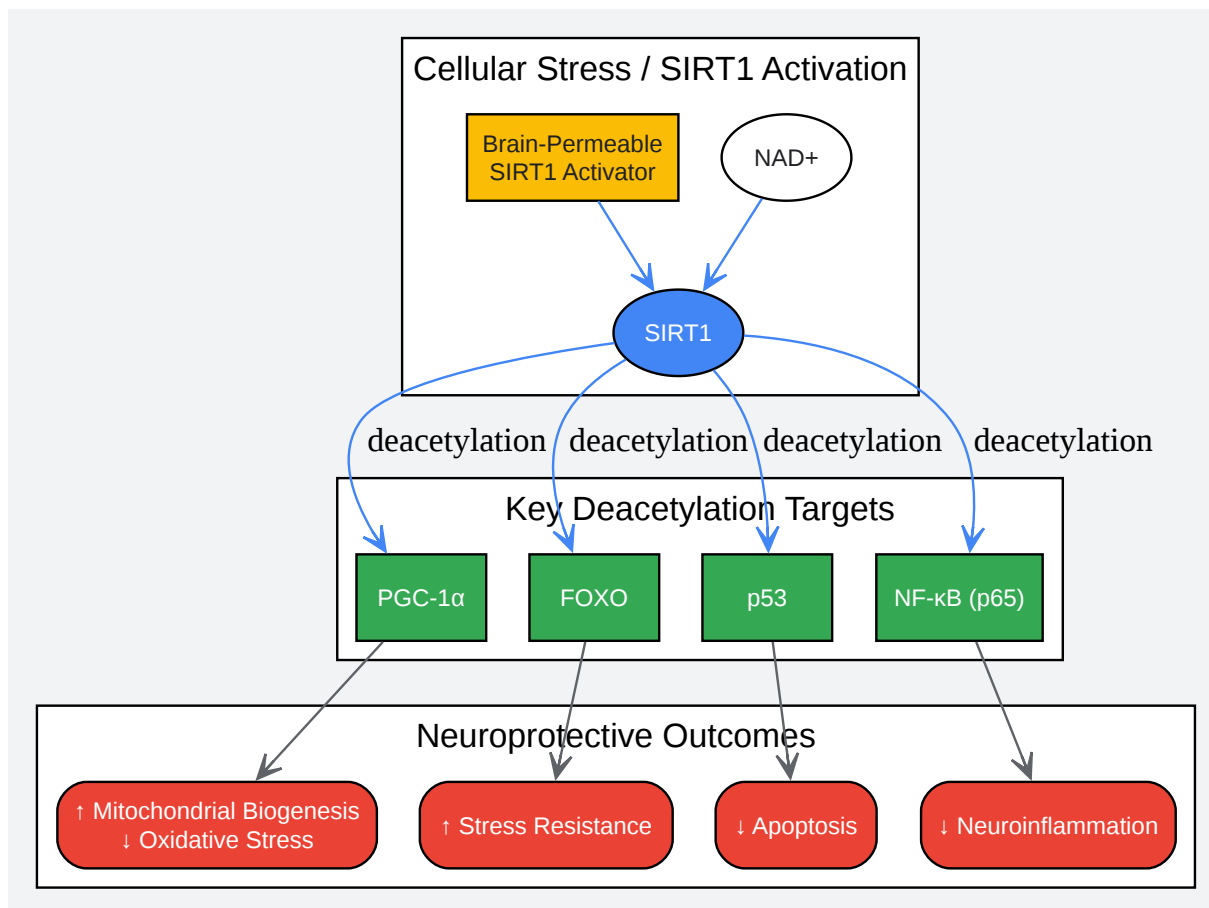 Cellular Stress / SIRT1 Activation
Brain-Permeable
SIRT1 Activator
NAD+
SIRT1
deacetylation
deacetylation
deacetylation
deacetylation
Key Deacetylation Targets
PGC-1α
FOXO
p53
NF-κB (p65)
Neuroprotective Outcomes
↑ Mitochondrial Biogenesis
↓ Oxidative Stress
↑ Stress Resistance
↓ Apoptosis
↓ Neuroinflammation